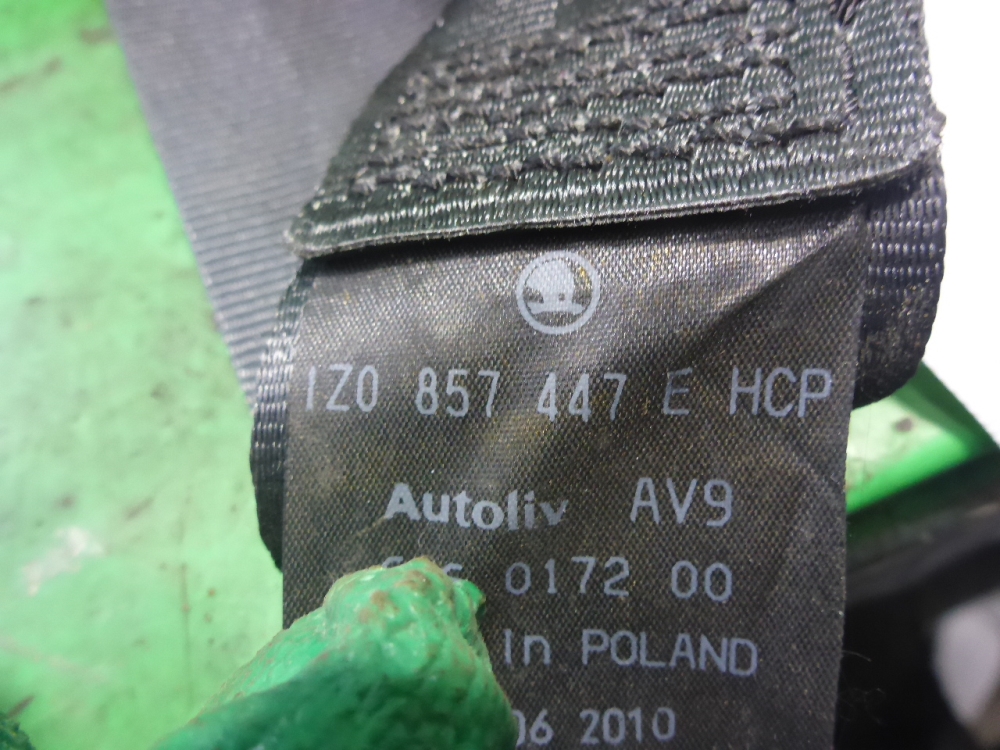 1Z0 857 447 E HCP
Autoliv AV9
0172 00
In POLAND
06 2010